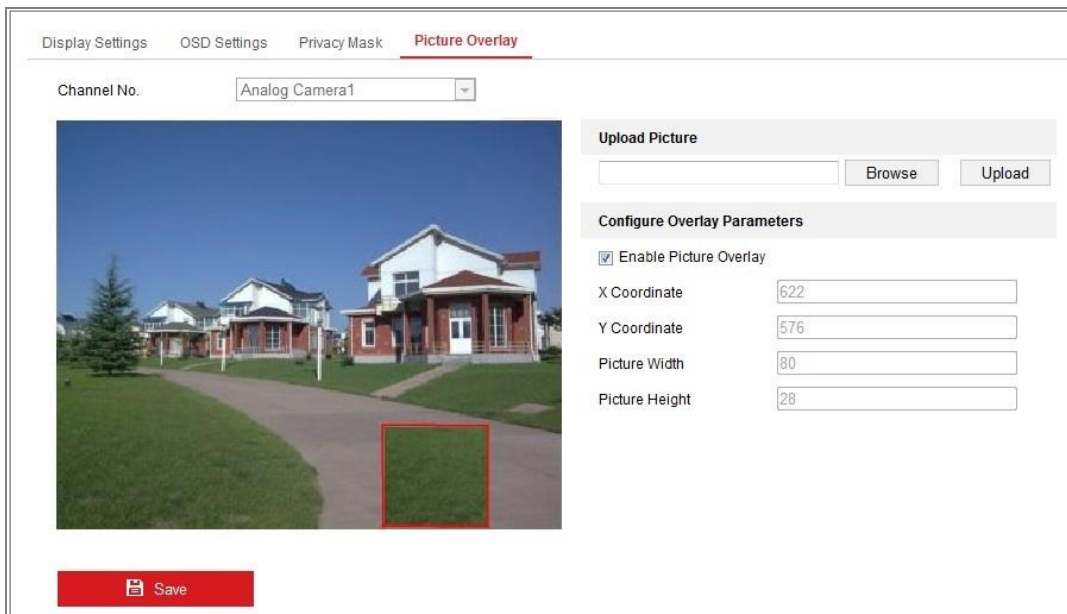 Display Settings OSD Settings Privacy Mask Picture Overlay
Channel No. Analog Camera1
Upload Picture
Browse Upload
Configure Overlay Parameters
Enable Picture Overlay
X Coordinate 622
Y Coordinate 576
Picture Width 80
Picture Height 28
Save